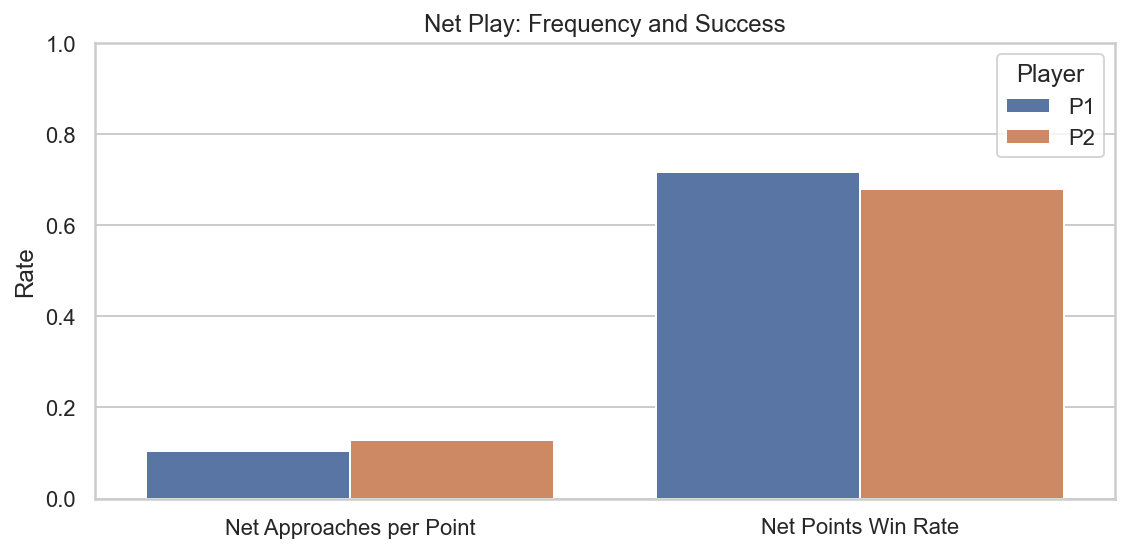 Net Play: Frequency and Success
1.0
0.8
0.6
0.4
0.2
0.0
Rate
Player
P1
P2
Net Approaches per Point
Net Points Win Rate